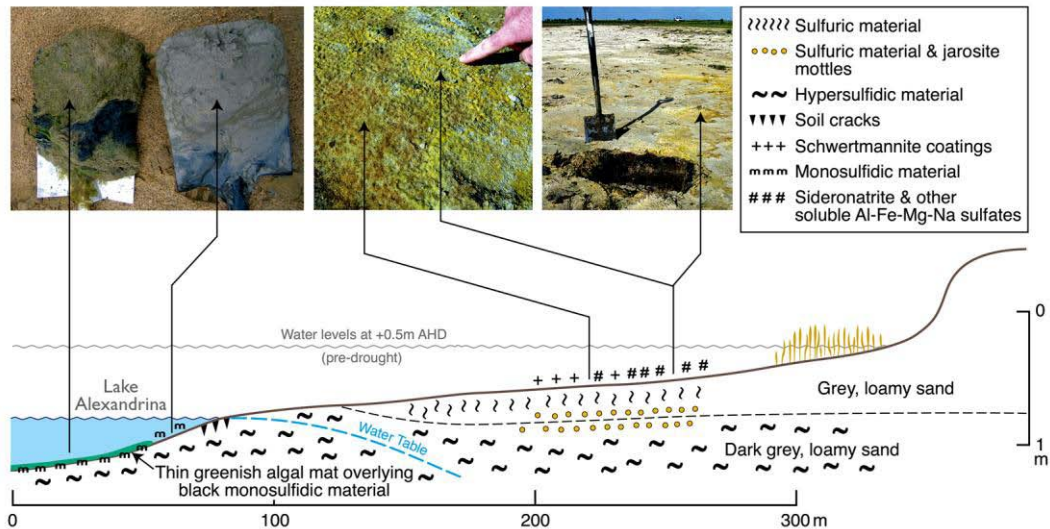 Sulfuric material
Sulfuric material & jarosite
mottles
Hypersulfidic material
Soil cracks
+++ Schwertmannite coatings
mmm Monosulfidic material
### Sideronatrite & other
soluble Al-Fe-Mg-Na sulfates
Water levels at +0.5m AHD
(pre-drought)
+ + + # + # # # # #
0
Lake
Alexandrina
Grey, loamy sand
m m
Water Table
Dark grey, loamy sand
1
m
m m m m m m m
Thin greenish algal mat overlying
black monosulfidic material
0 100 200 300 m